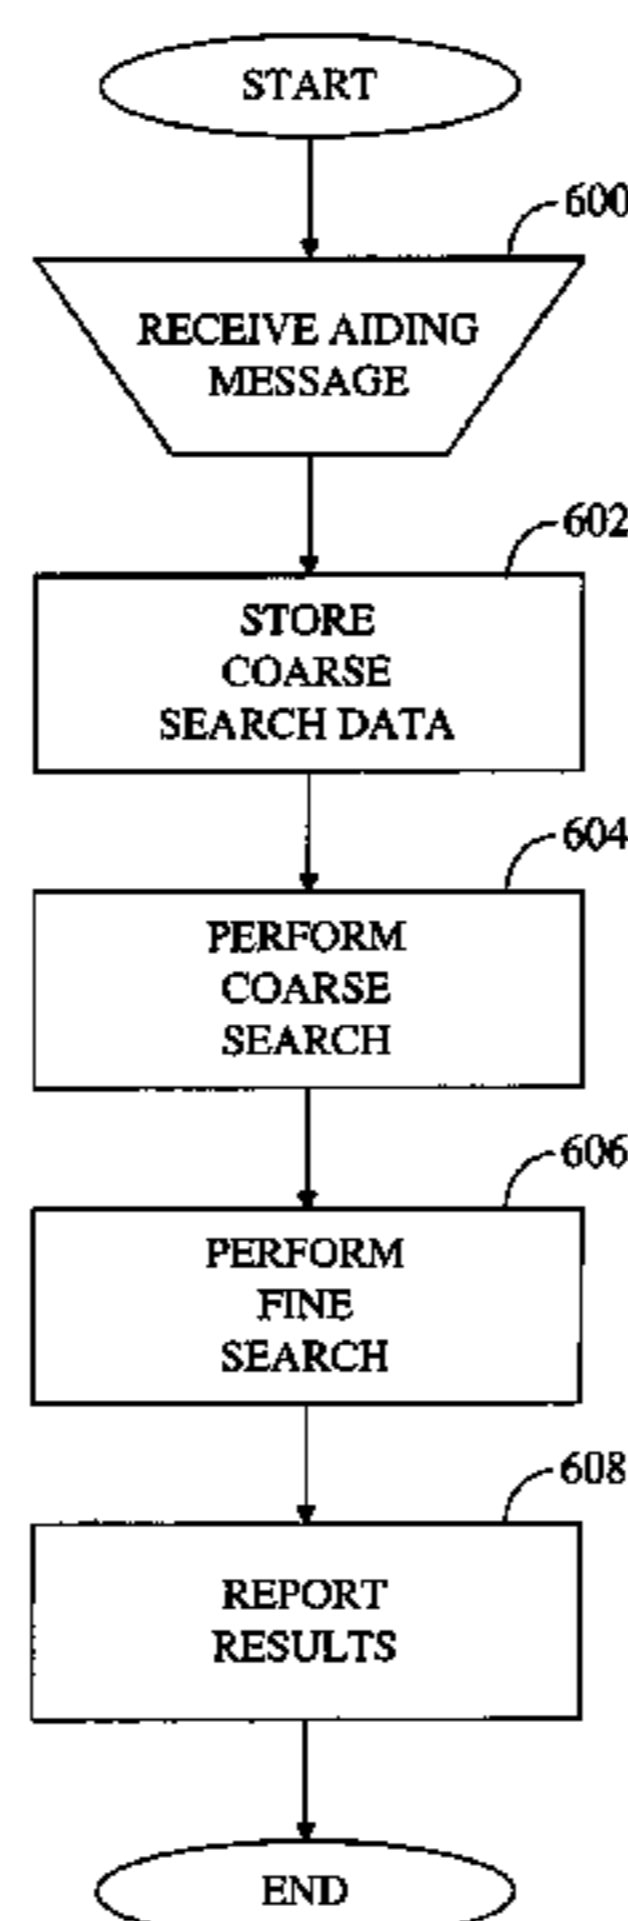 START
600
RECEIVE AIDING
MESSAGE
602
STORE
COARSE
SEARCH DATA
604
PERFORM
COARSE
SEARCH
606
PERFORM
FINE
SEARCH
608
REPORT
RESULTS
END